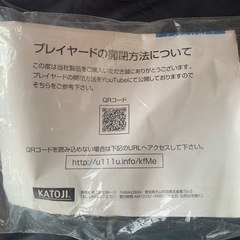 プレイヤードの開閉方法について
この度は当社製品をご購入いただき誠にありがとうございます。
プレイヤードの開閉方法をYouTubeにて公開しておりますので
そちらをご参考下さい。
QRコード
QRコードを読み込めない場合は下記のURLへアクセスして下さい。
http://u111u.info/kfMe
KATOJI.